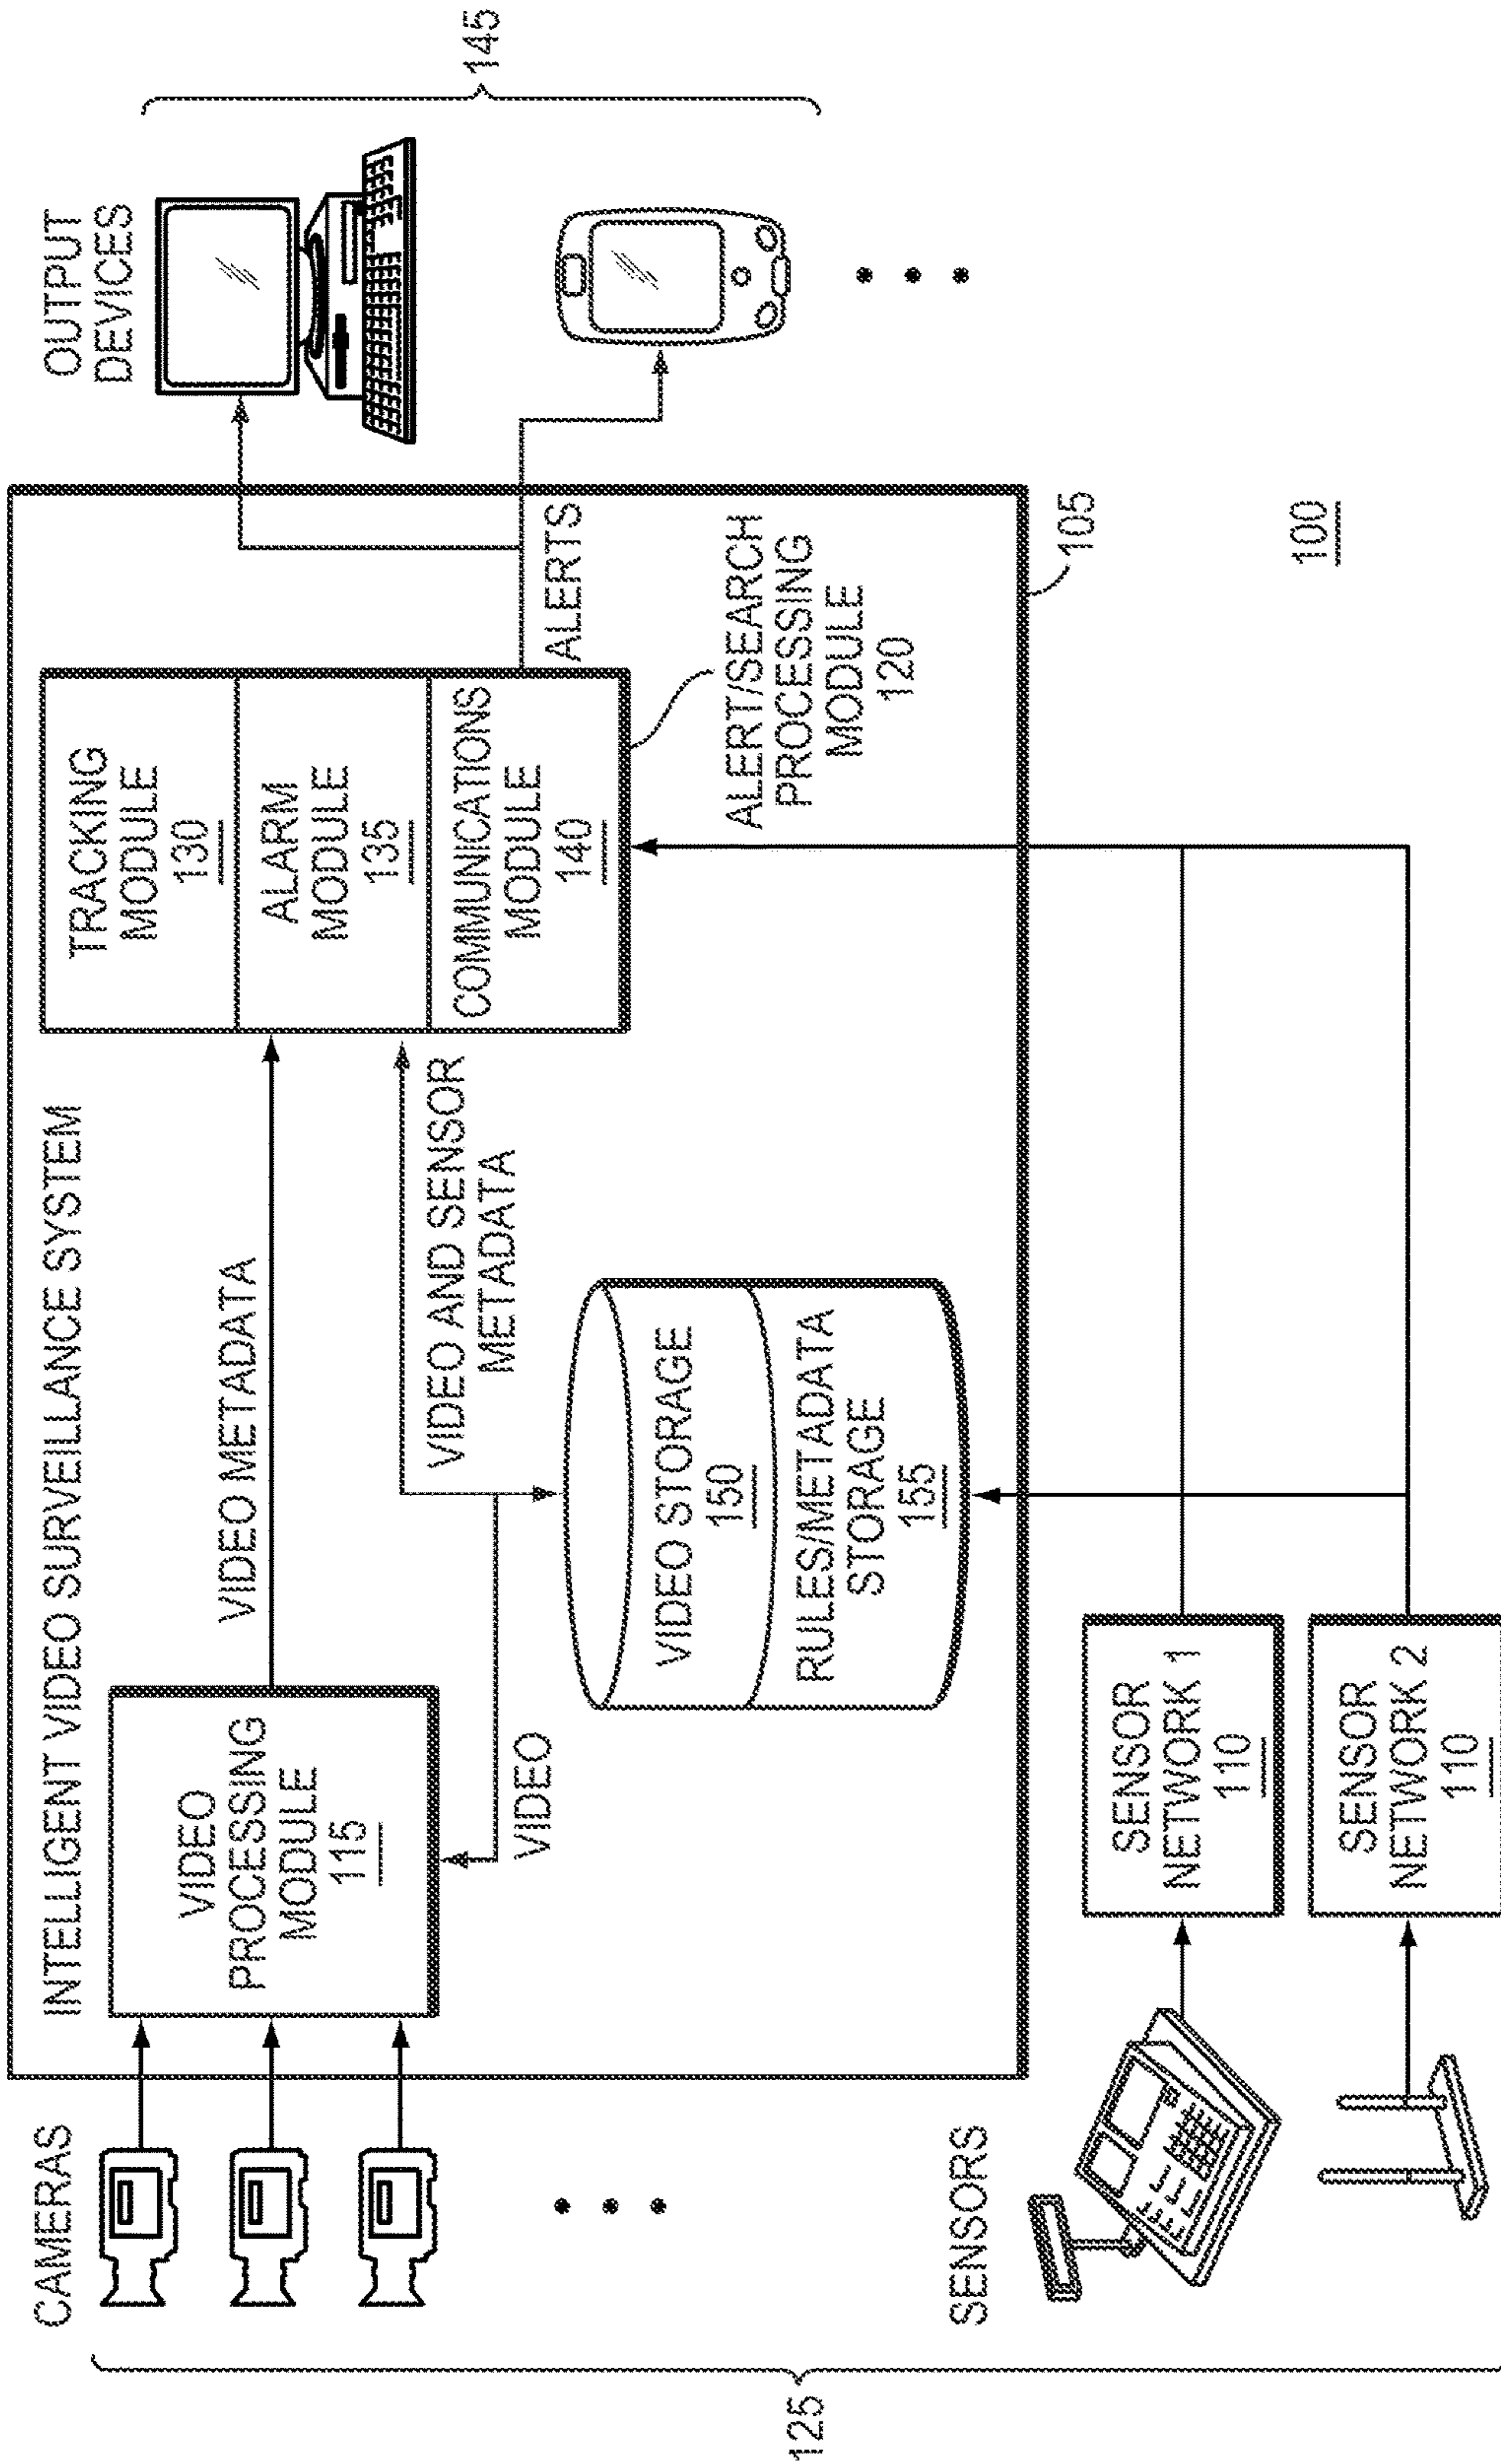 CAMERAS
INTELLIGENT VIDEO SURVEILLANCE SYSTEM
OUTPUT
DEVICES
VIDEO
PROCESSING
MODULE
115
VIDEO METADATA
TRACKING
MODULE
130
ALARM
MODULE
135
COMMUNICATIONS
MODULE
140
ALERTS
145
VIDEO AND SENSOR
METADATA
VIDEO
VIDEO STORAGE
150
RULES/METADATA
STORAGE
155
ALERT/SEARCH
PROCESSING
MODULE
120
105
125
SENSORS
SENSOR
NETWORK 1
110
SENSOR
NETWORK 2
110
100